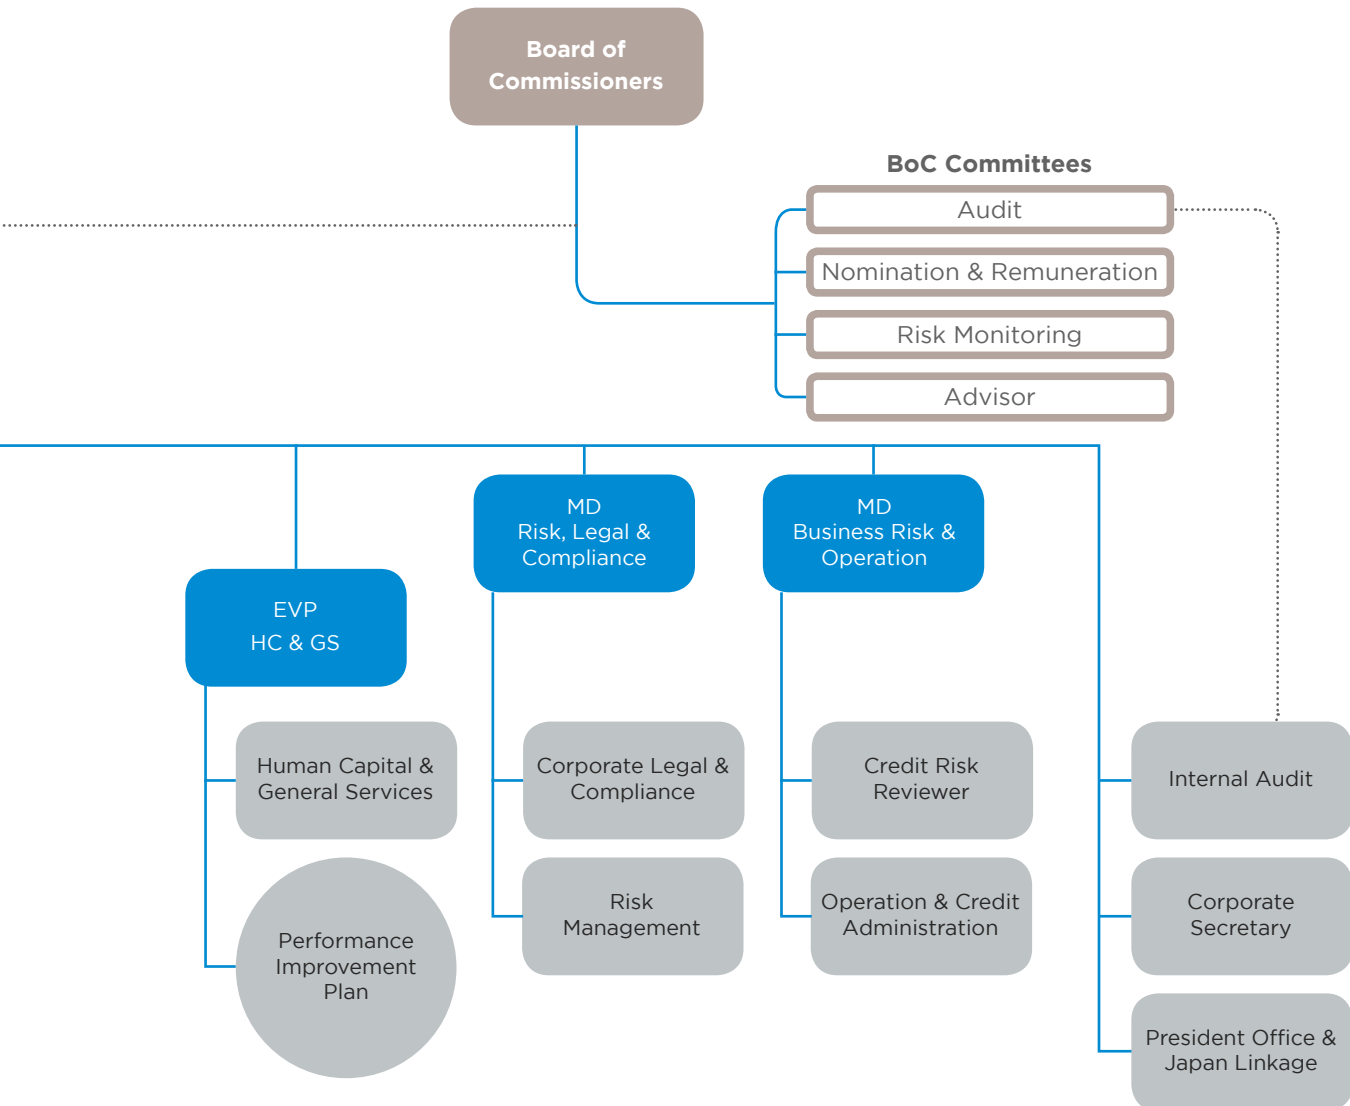 Board of
Commissioners
BoC Committees
Audit
Nomination & Remuneration
Risk Monitoring
Advisor
MD
Risk, Legal &
Compliance
MD
Business Risk &
Operation
EVP
HC & GS
Human Capital &
General Services
Corporate Legal &
Compliance
Credit Risk
Reviewer
Internal Audit
Performance
Improvement
Plan
Risk
Management
Operation & Credit
Administration
Corporate
Secretary
President Office &
Japan Linkage